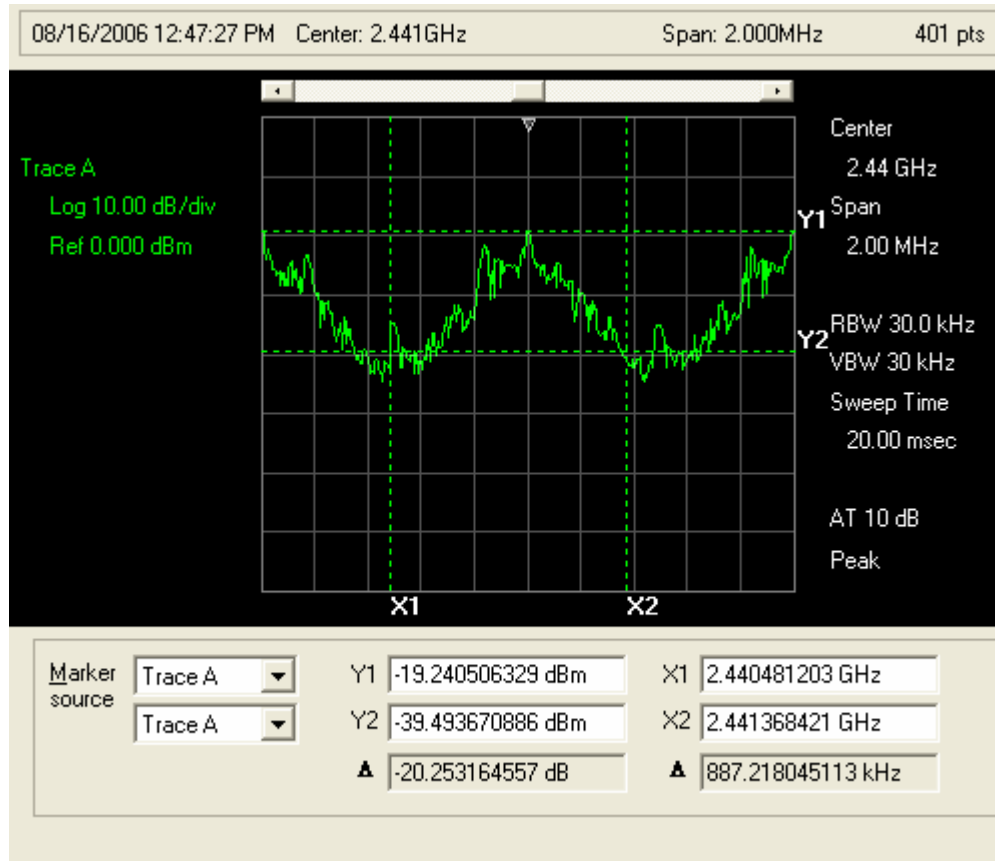 08/16/2006 12:47:27 PM Center: 2.441GHz Span: 2.000MHz 401 pts
Trace A
Log 10.00 dB/div
Ref 0.000 dBm
Y1
Y2
X1 X2
Center
2.44 GHz
Span
2.00 MHz
RBW 30.0 kHz
VBW 30 kHz
Sweep Time
20.00 msec
AT 10 dB
Peak
Marker source
Trace A
Trace A
Y1 -19.240506329 dBm
Y2 -39.493670886 dBm
Δ -20.253164557 dB
X1 2.440481203 GHz
X2 2.441368421 GHz
Δ 887.218045113 kHz